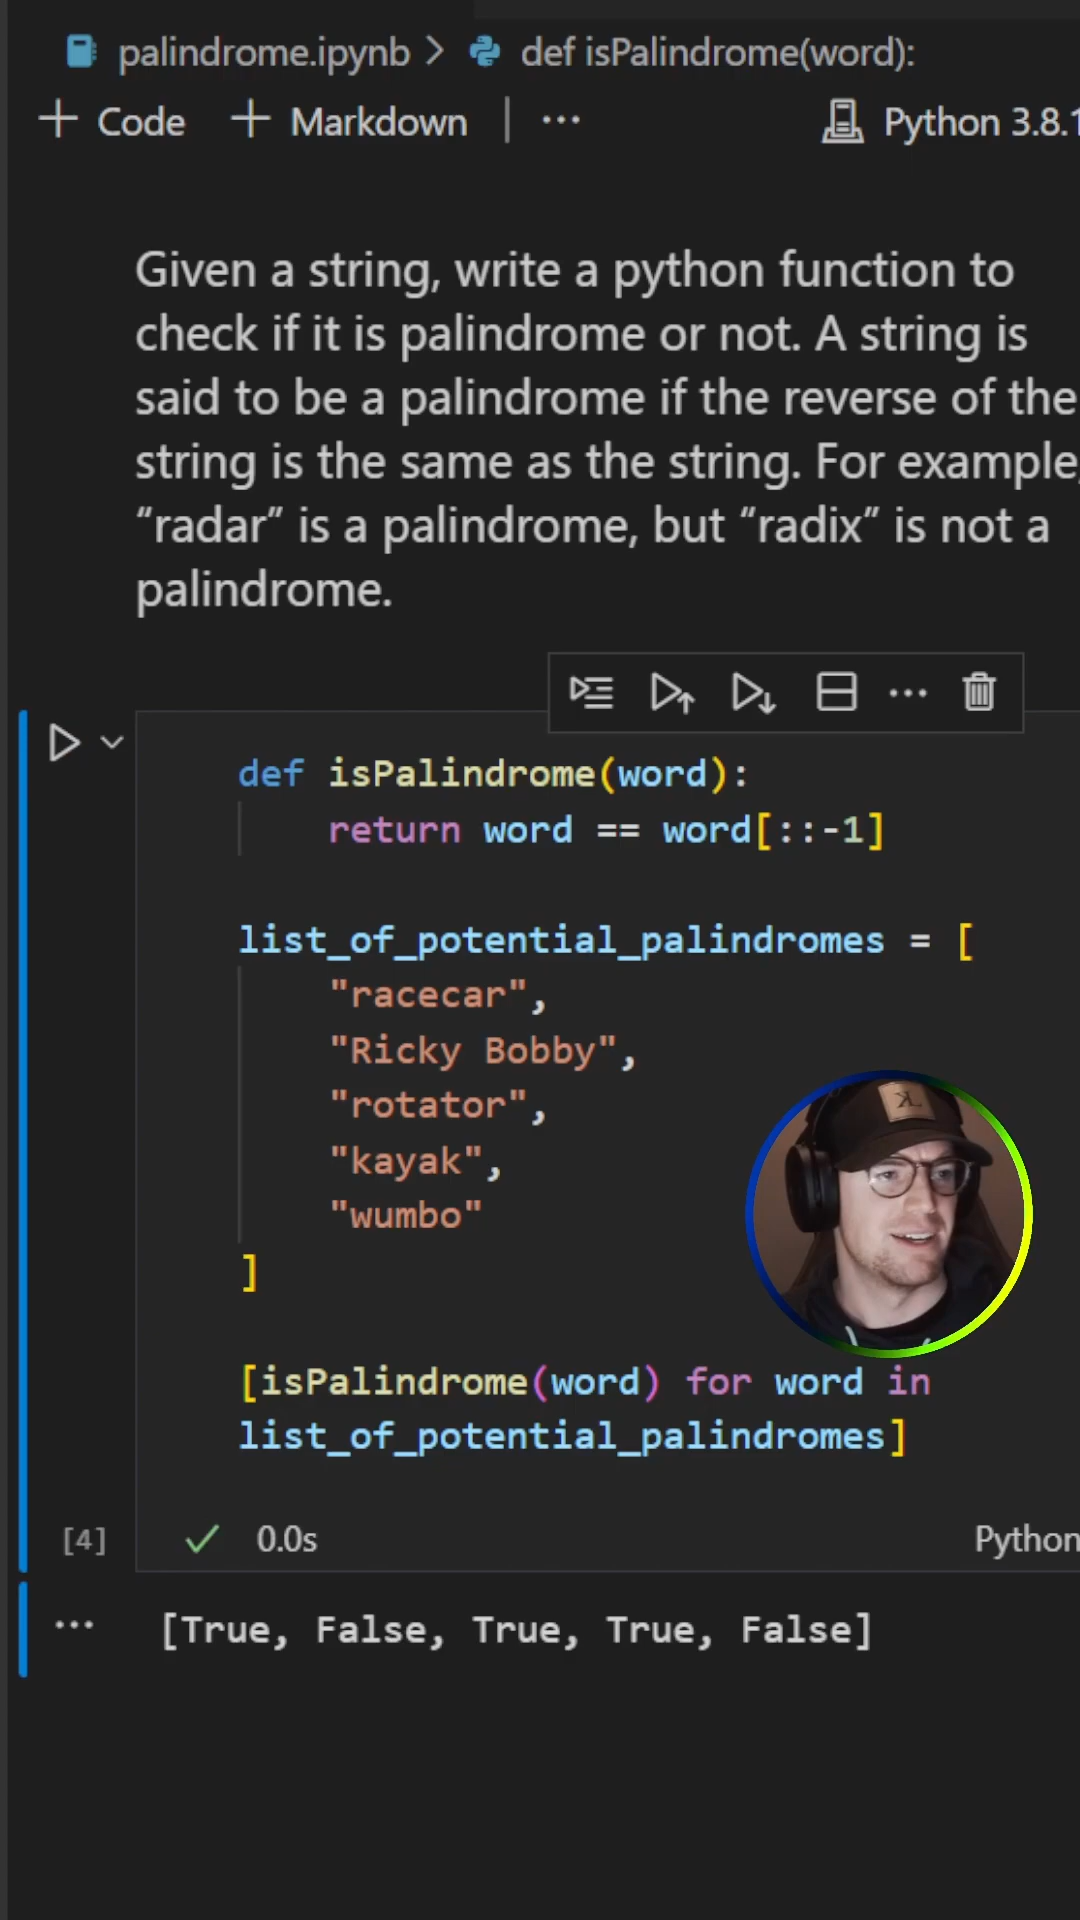 palindrome.ipynb > def isPalindrome(word):
+ Code + Markdown | ··· Python 3.8.1
Given a string, write a python function to
check if it is palindrome or not. A string is
said to be a palindrome if the reverse of the
string is the same as the string. For example,
“radar” is a palindrome, but “radix” is not a
palindrome.
def isPalindrome(word):
    return word == word[::-1]
list_of_potential_palindromes = [
    "racecar",
    "Ricky Bobby",
    "rotator",
    "kayak",
    "wumbo"
]
[isPalindrome(word) for word in
list_of_potential_palindromes]
[4] 0.0s Python
[True, False, True, True, False]